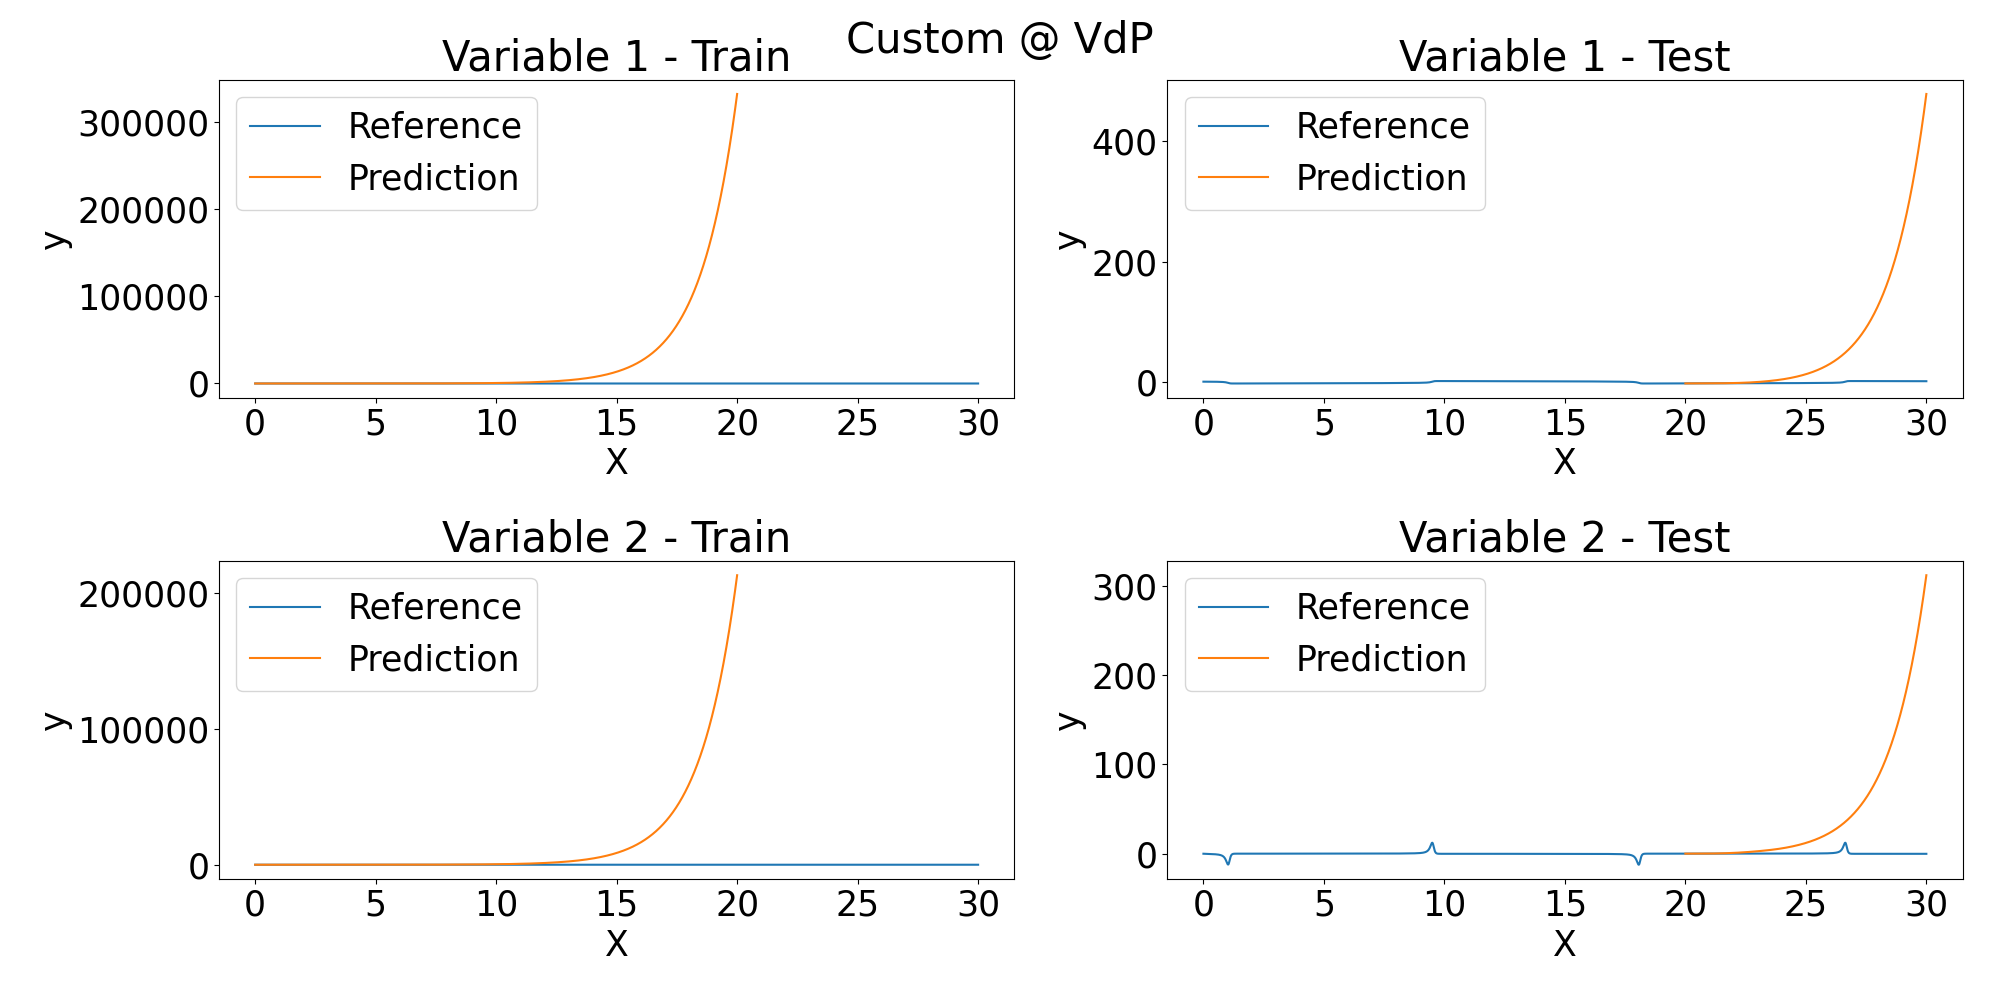 Custom @ VdP
Variable 1 - Train
300000
200000
100000
0
y
Reference
Prediction
0 5 10 15 20 25 30
X
Variable 1 - Test
400
200
0
y
Reference
Prediction
0 5 10 15 20 25 30
X
Variable 2 - Train
200000
100000
0
y
Reference
Prediction
0 5 10 15 20 25 30
X
Variable 2 - Test
300
200
100
0
y
Reference
Prediction
0 5 10 15 20 25 30
X